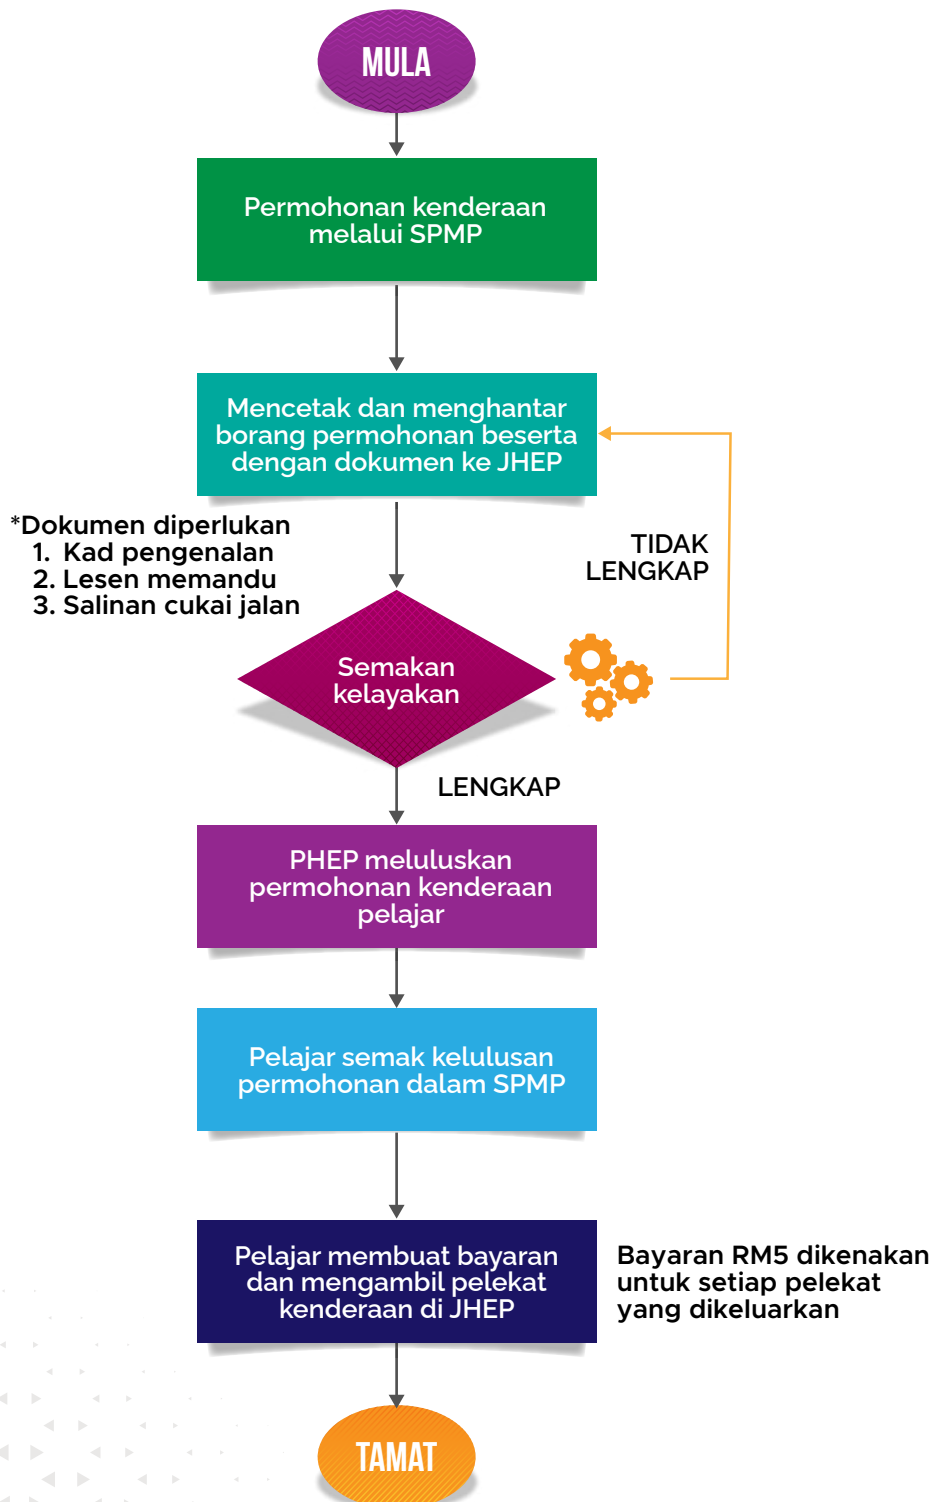 MULA
Permohonan kenderaan
melalui SPMP
Mencetak dan menghantar
borang permohonan beserta
dengan dokumen ke JHEP
*Dokumen diperlukan
1. Kad pengenalan
2. Lesen memandu
3. Salinan cukai jalan
TIDAK
LENGKAP
Semakan
kelayakan
LENGKAP
PHEP meluluskan
permohonan kenderaan
pelajar
Pelajar semak kelulusan
permohonan dalam SPMP
Pelajar membuat bayaran
dan mengambil pelekat
kenderaan di JHEP
Bayaran RM5 dikenakan
untuk setiap pelekat
yang dikeluarkan
TAMAT